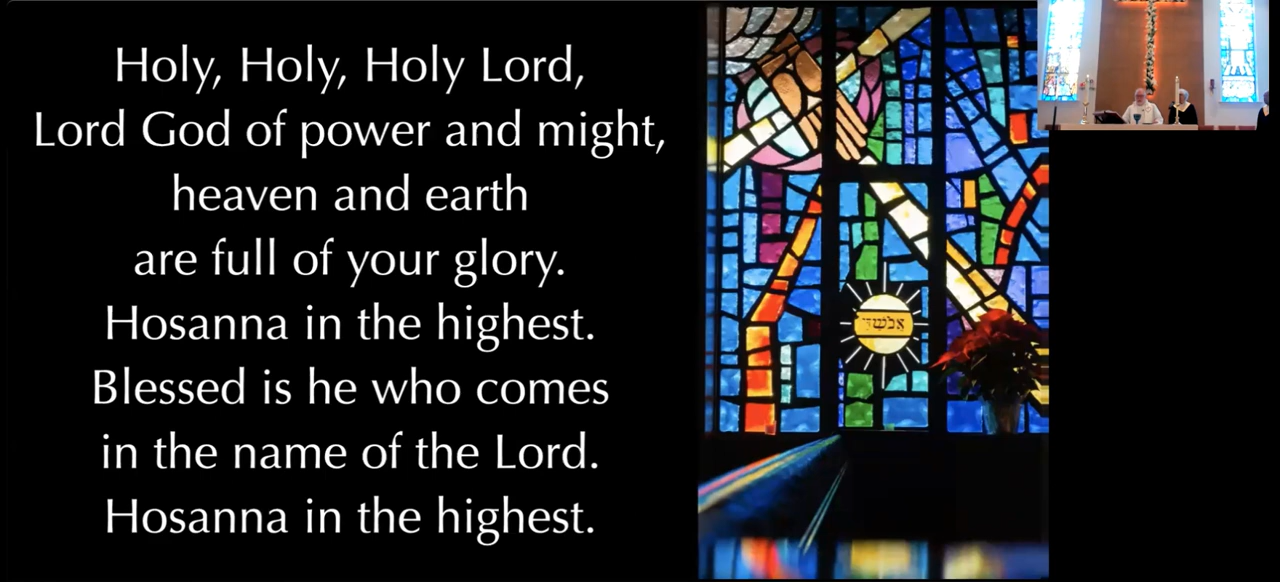 Holy, Holy, Holy Lord,
Lord God of power and might,
heaven and earth
are full of your glory.
Hosanna in the highest.
Blessed is he who comes
in the name of the Lord.
Hosanna in the highest.